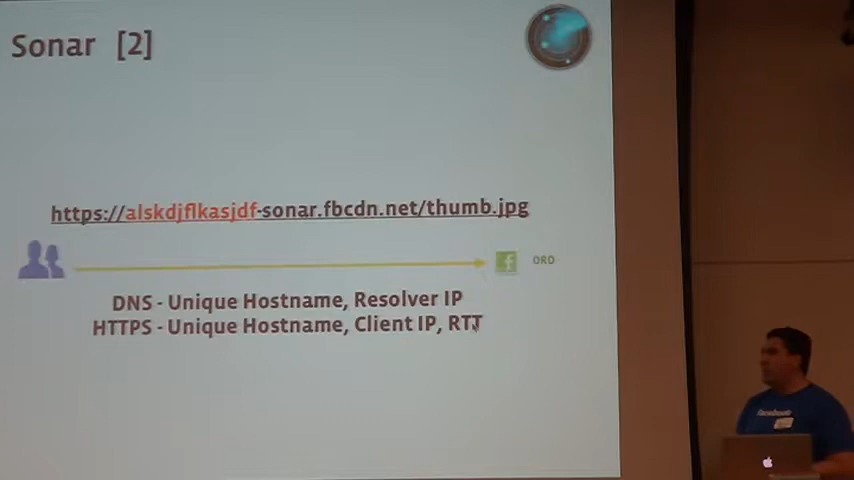 Sonar [2]
https://alskdjflkasjdf-sonar.fbcdn.net/thumb.jpg
f ORD
DNS - Unique Hostname, Resolver IP
HTTPS - Unique Hostname, Client IP, RTT
facebook